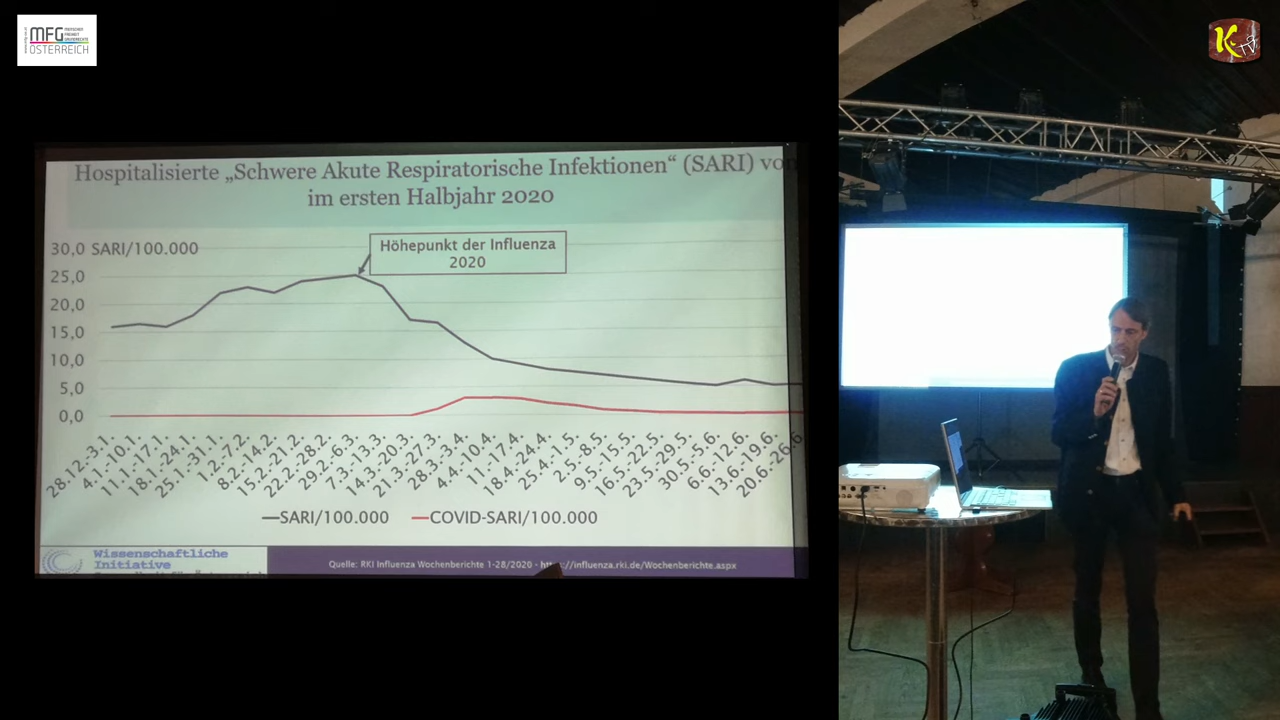 MFG
MENSCHEN
FREIHEIT
GRUNDRECHTE
ÖSTERREICH
K
TV
Hospitalisierte „Schwere Akute Respiratorische Infektionen“ (SARI) von
im ersten Halbjahr 2020
30,0 SARI/100.000
Höhepunkt der Influenza
2020
25,0
20,0
15,0
10,0
5,0
0,0
28.12.-3.1.
4.1.-10.1.
11.1.-17.1.
18.1.-24.1.
25.1.-31.1.
1.2.-7.2.
8.2.-14.2.
15.2.-21.2.
22.2.-28.2.
29.2.-6.3.
7.3.-13.3.
14.3.-20.3.
21.3.-27.3.
28.3.-3.4.
4.4.-10.4.
11.-17.4.
18.4.-24.4.
25.4.-1.5.
2.5.-8.5.
9.5.-15.5.
16.5.-22.5.
23.5.-29.5.
30.5.-5.6.
6.6.-12.6.
13.6.-19.6.
20.6.-26.6
SARI/100.000 COVID-SARI/100.000
Wissenschaftliche
Initiative
Quelle: RKI Influenza Wochenberichte 1-28/2020 - https://influenza.rki.de/Wochenberichte.aspx